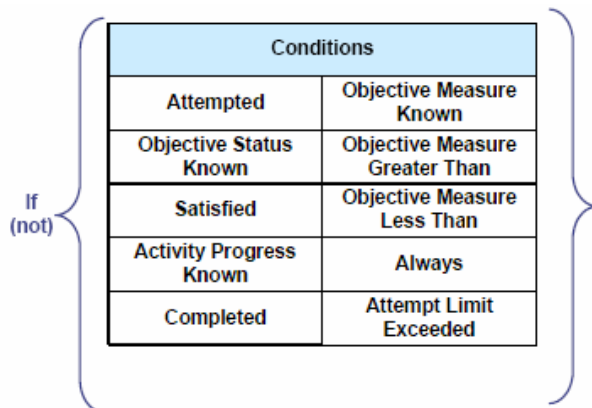 Conditions
Attempted
Objective Measure
Known
Objective Status
Known
Objective Measure
Greater Than
If
(not)
Satisfied
Objective Measure
Less Than
Activity Progress
Known
Always
Completed
Attempt Limit
Exceeded